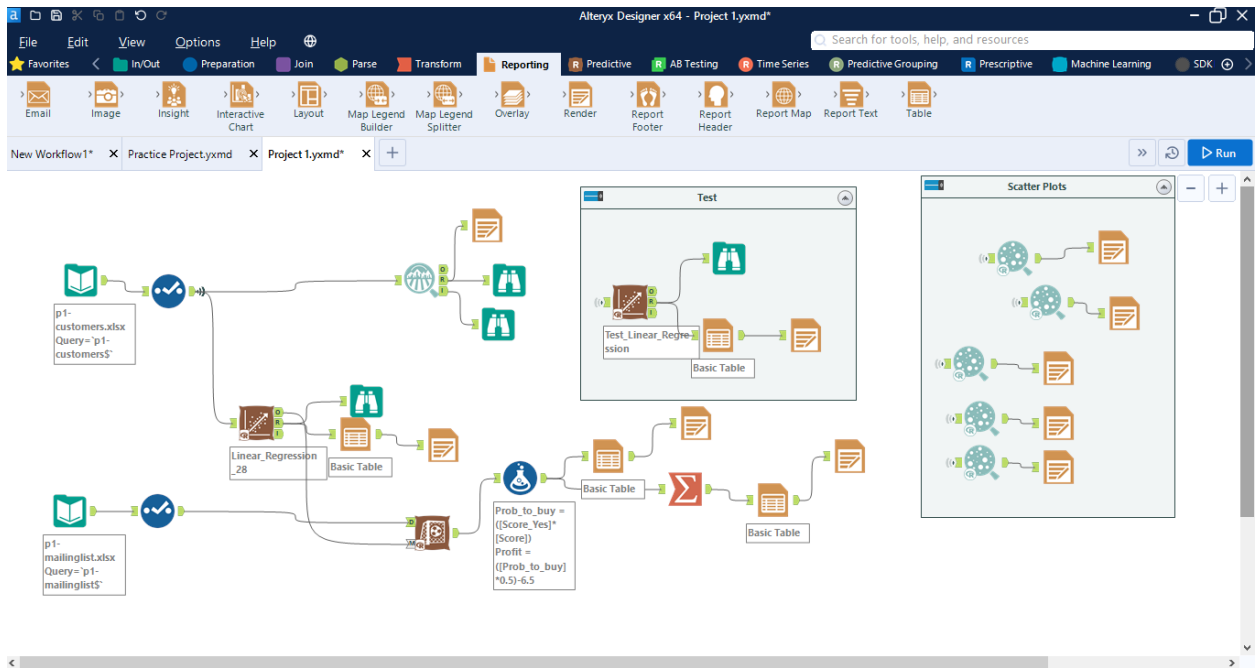 a
Alteryx Designer x64 - Project 1.yxmd*
File Edit View Options Help
Search for tools, help, and resources
Favorites In/Out Preparation Join Parse Transform Reporting Predictive AB Testing Time Series Predictive Grouping Prescriptive Machine Learning SDK
Email Image Insight Interactive Chart Layout Map Legend Builder Map Legend Splitter Overlay Render Report Footer Report Header Report Map Report Text Table
New Workflow1* Practice Project.yxmd Project 1.yxmd* Run
Test
Scatter Plots
p1-
customers.xlsx
Query=`p1-
customers$`
O
R
I
O
R
I
Test_Linear_Regre
ssion
Basic Table
O
R
I
Linear_Regression
_28
Basic Table
Basic Table
Basic Table
D
M
Prob_to_buy =
([Score_Yes]*
[Score])
Profit =
([Prob_to_buy]
*0.5)-6.5
p1-
mailinglist.xlsx
Query=`p1-
mailinglist$`